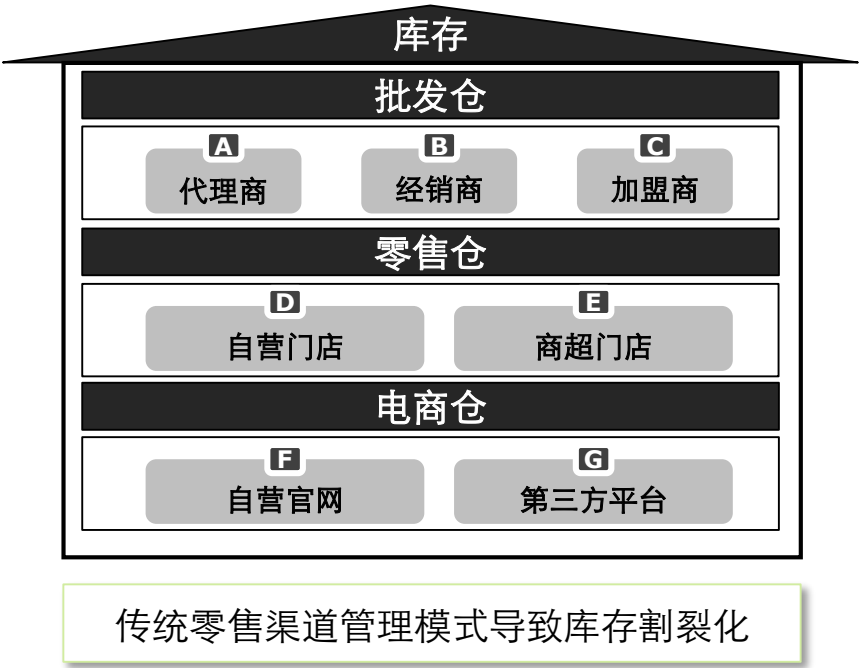 库存
批发仓
A B C
代理商 经销商 加盟商
零售仓
D E
自营门店 商超门店
电商仓
F G
自营官网 第三方平台
传统零售渠道管理模式导致库存割裂化